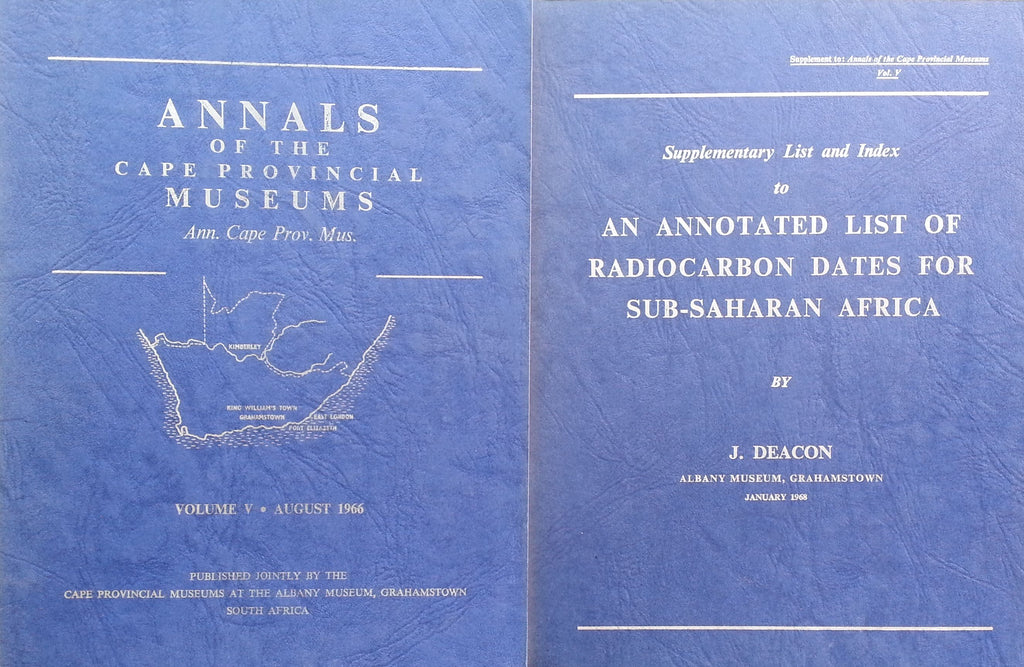 ANNALS
OF THE
CAPE PROVINCIAL
MUSEUMS
Ann. Cape Prov. Mus.
KIMBERLEY
KING WILLIAM'S TOWN
GRAHAMSTOWN
EAST LONDON
PORT ELIZABETH
VOLUME V • AUGUST 1966
PUBLISHED JOINTLY BY THE
CAPE PROVINCIAL MUSEUMS AT THE ALBANY MUSEUM, GRAHAMSTOWN
SOUTH AFRICA
Supplement to: Annals of the Cape Provincial Museums
Vol. V
Supplementary List and Index
to
AN ANNOTATED LIST OF
RADIOCARBON DATES FOR
SUB-SAHARAN AFRICA
BY
J. DEACON
ALBANY MUSEUM, GRAHAMSTOWN
JANUARY 1968